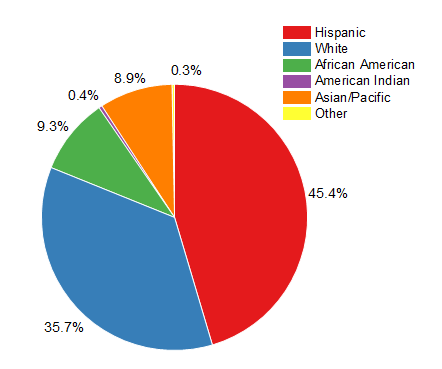 Hispanic
White
African American
American Indian
Asian/Pacific
Other
0.3%
8.9%
0.4%
9.3%
45.4%
35.7%